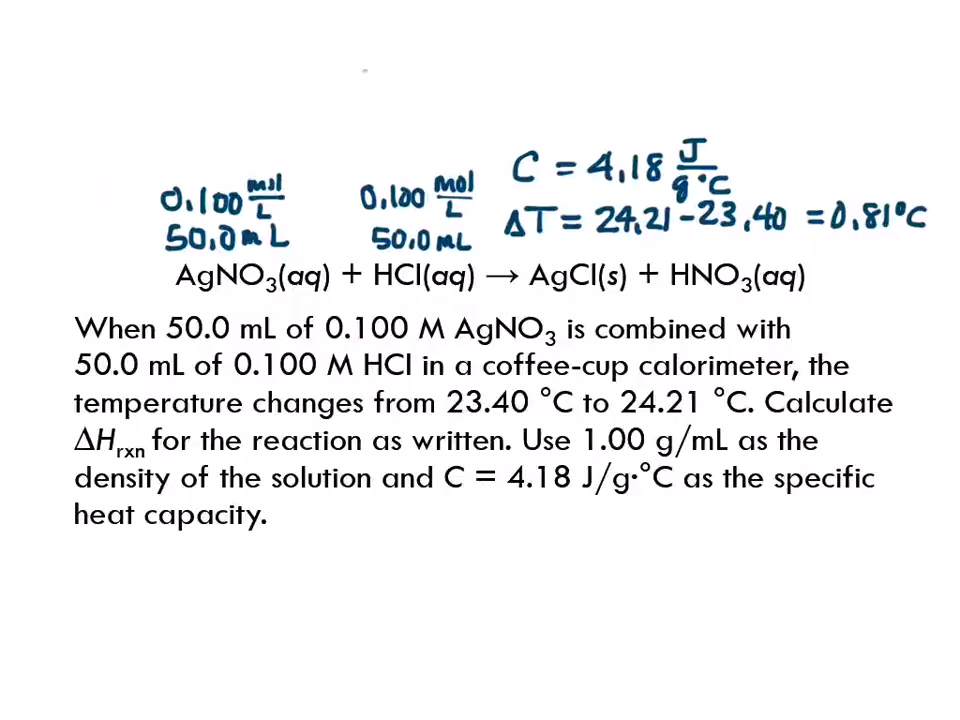 C = 4.18 J/g·°C
0.100 mol/L 0.100 mol/L
ΔT = 24.21 - 23.40 = 0.81°C
50.0 mL 50.0 mL
AgNO₃(aq) + HCl(aq) → AgCl(s) + HNO₃(aq)
When 50.0 mL of 0.100 M AgNO₃ is combined with
50.0 mL of 0.100 M HCl in a coffee-cup calorimeter, the
temperature changes from 23.40 °C to 24.21 °C. Calculate
ΔHrxn for the reaction as written. Use 1.00 g/mL as the
density of the solution and C = 4.18 J/g·°C as the specific
heat capacity.